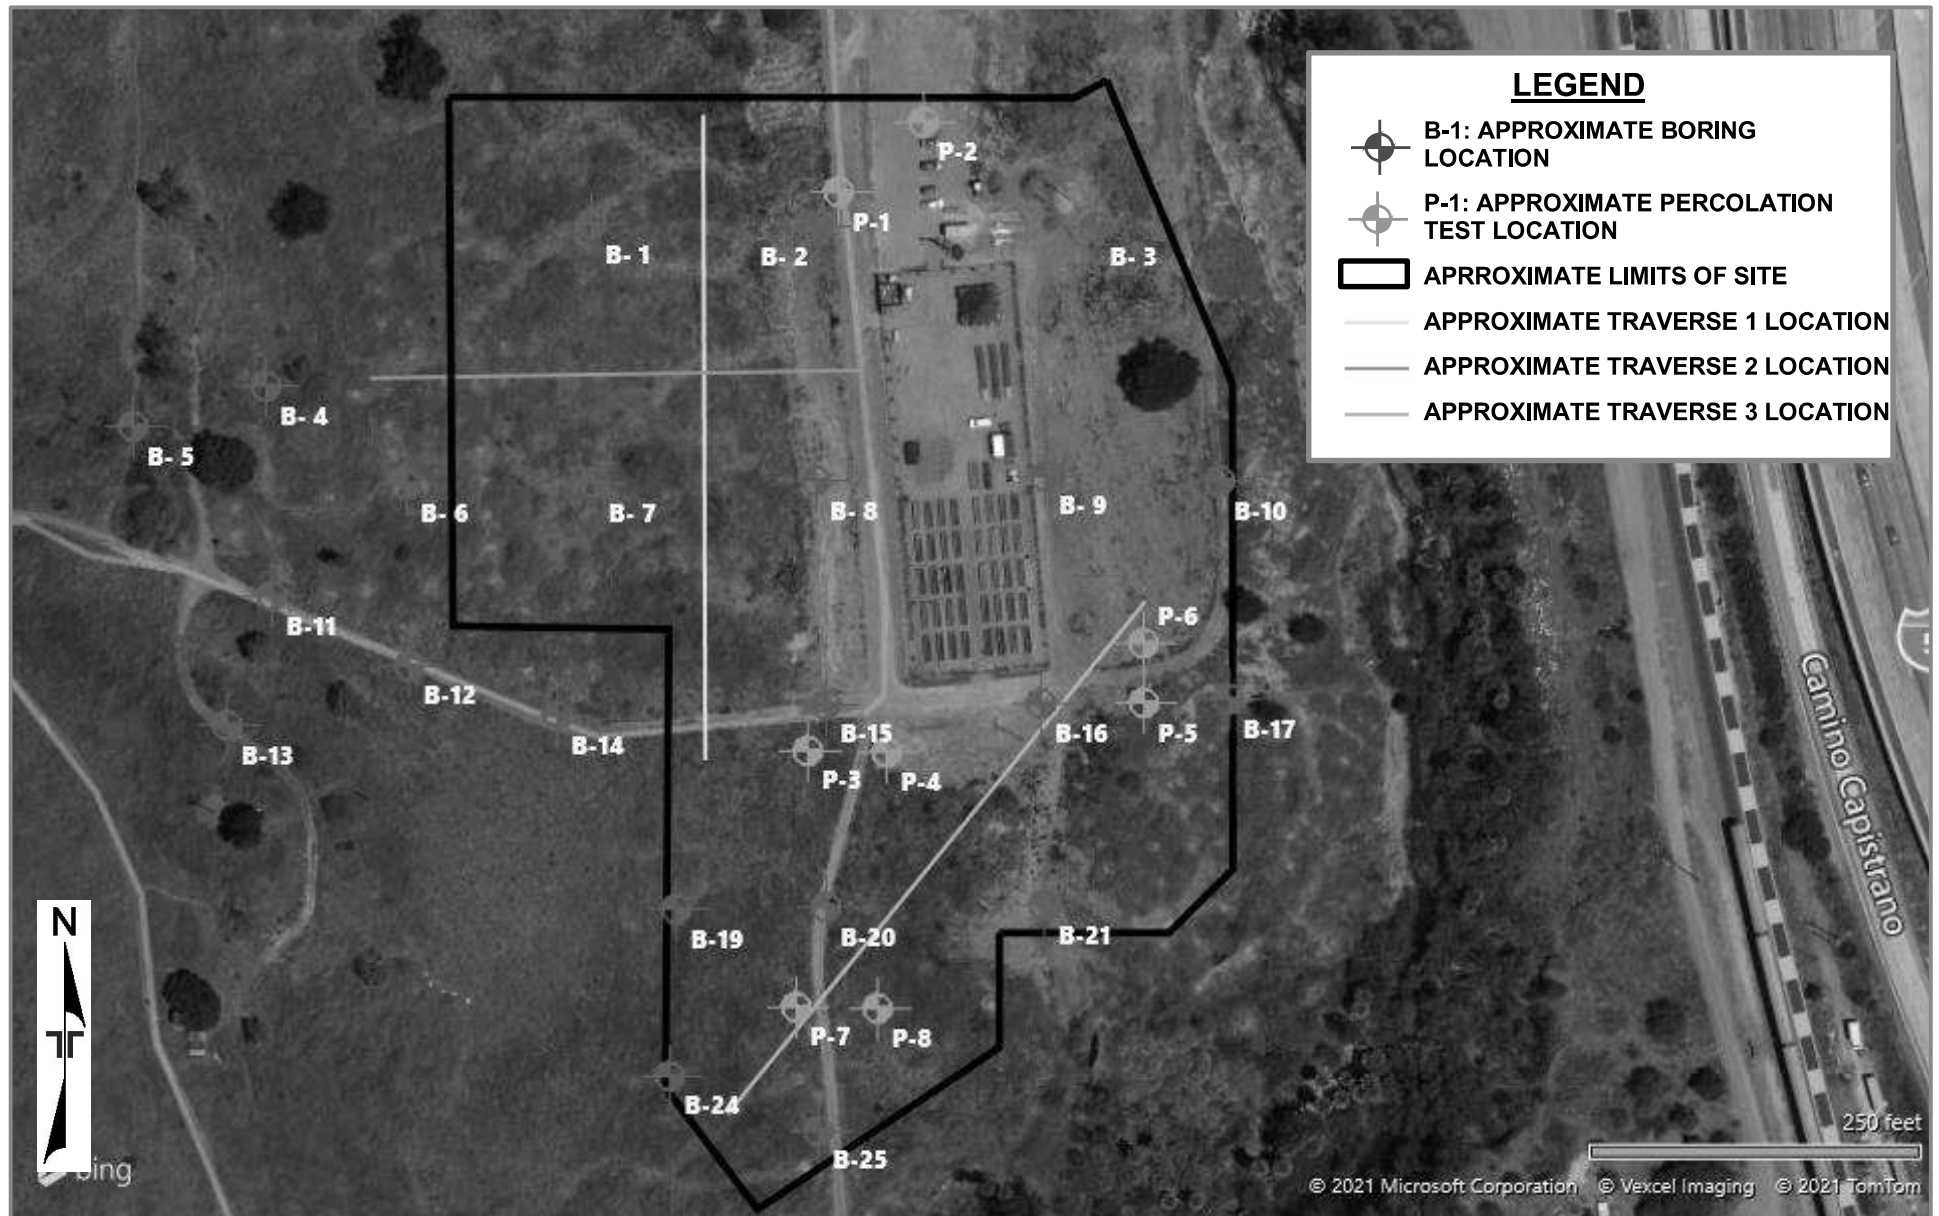 LEGEND
B-1: APPROXIMATE BORING
LOCATION
P-1: APPROXIMATE PERCOLATION
TEST LOCATION
APRROXIMATE LIMITS OF SITE
APPROXIMATE TRAVERSE 1 LOCATION
APPROXIMATE TRAVERSE 2 LOCATION
APPROXIMATE TRAVERSE 3 LOCATION
P-2
P-1
B- 1
B- 2
B- 3
B- 4
B- 5
B- 6
B- 7
B- 8
B- 9
B-10
B-11
P-6
B-12
B-13
B-14
B-15
B-16
P-5
B-17
P-3
P-4
B-19
B-20
B-21
P-7
P-8
B-24
B-25
5
Camino Capistrano
N
bing
250 feet
© 2021 Microsoft Corporation © Vexcel Imaging © 2021 TomTom